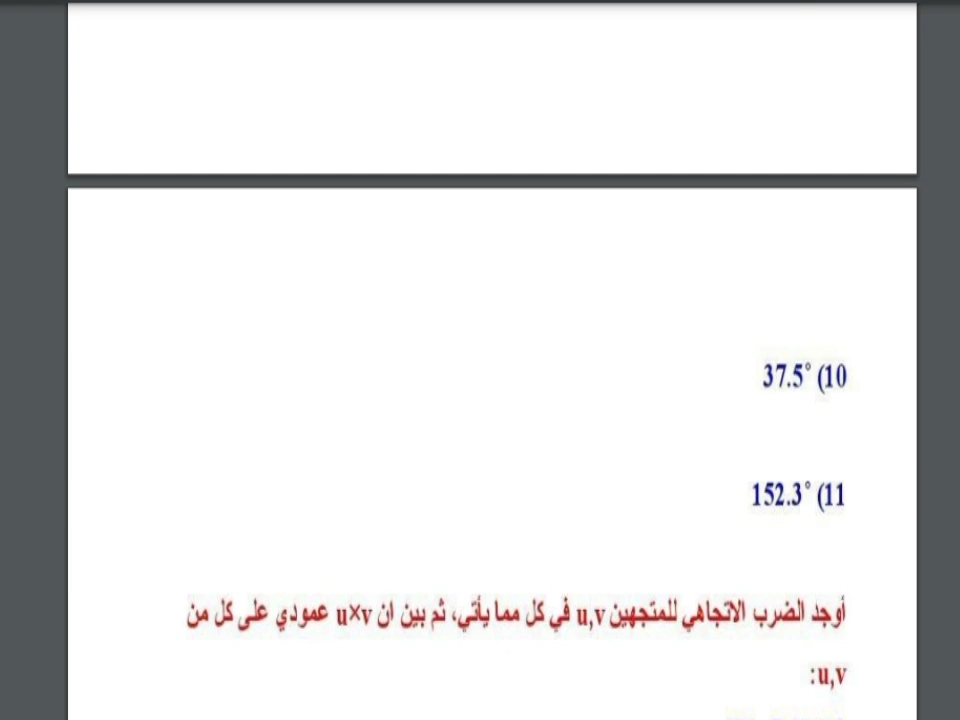 37.5° (10
152.3° (11
أوجد الضرب الاتجاهي للمتجهين u,v في كل مما يأتي، ثم بين ان u×v عمودي على كل من
u,v: